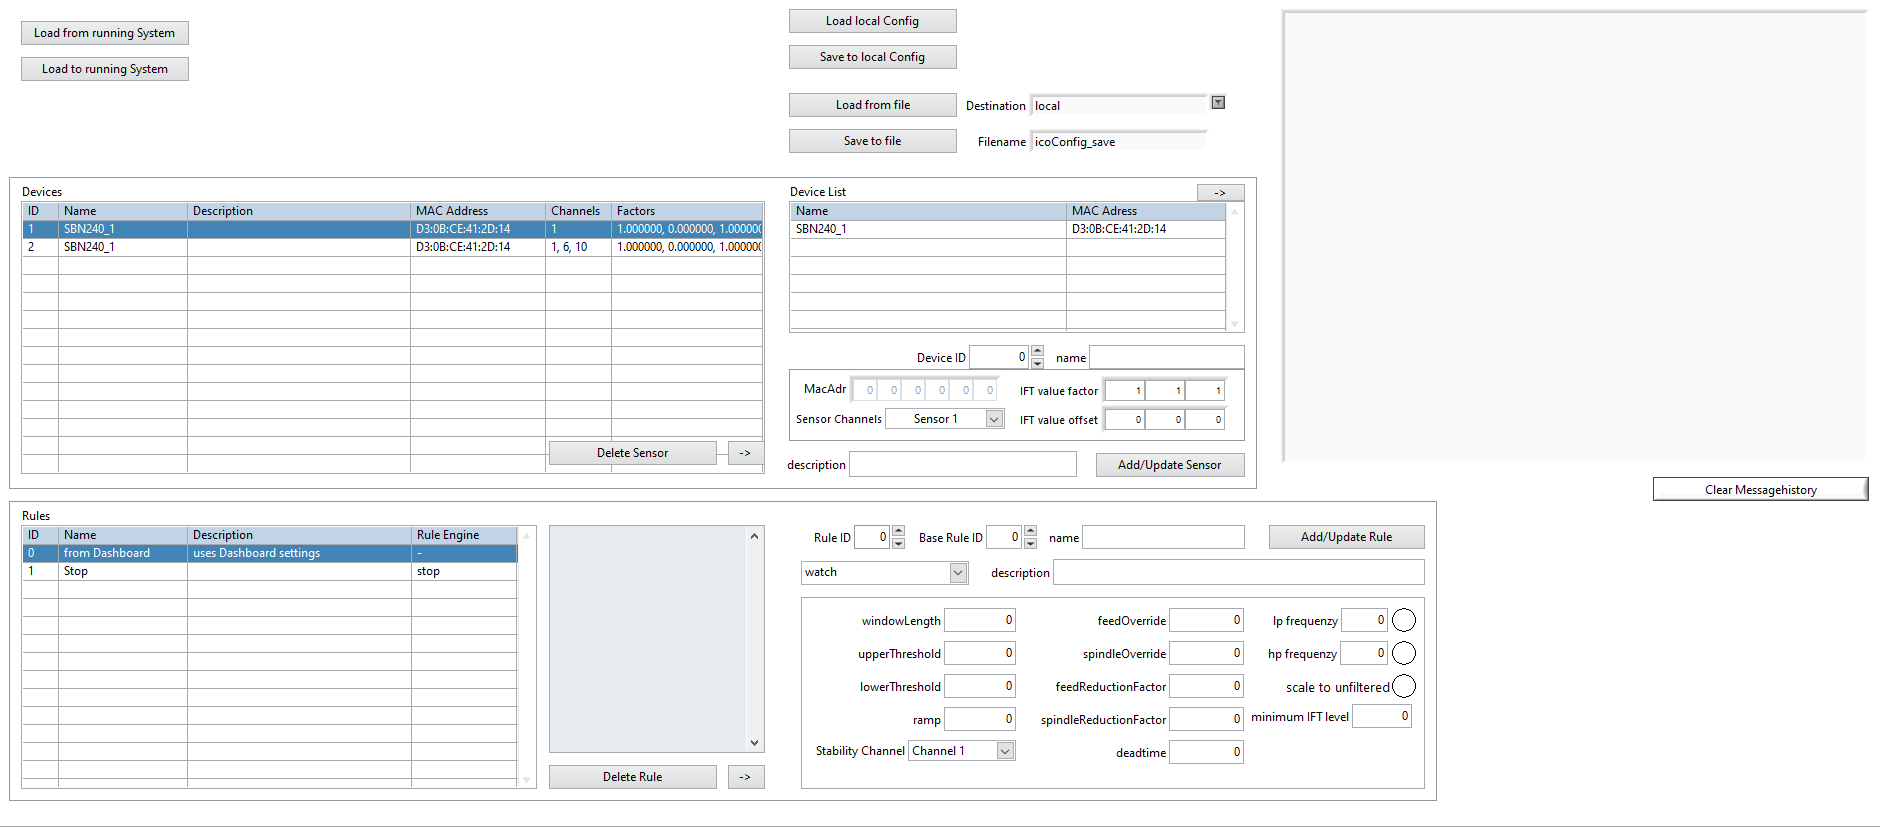 Load from running System
Load to running System
Load local Config
Save to local Config
Load from file
Destination local
Save to file
Filename icoConfig_save
Devices
ID Name Description MAC Address Channels Factors
1 SBN240_1 D3:0B:CE:41:2D:14 1 1.000000, 0.000000, 1.00000
2 SBN240_1 D3:0B:CE:41:2D:14 1, 6, 10 1.000000, 0.000000, 1.00000
Delete Sensor ->
Device List ->
Name MAC Adress
SBN240_1 D3:0B:CE:41:2D:14
Device ID 0 name
MacAdr 0 0 0 0 0 0 IFT value factor 1 1 1
Sensor Channels Sensor 1 IFT value offset 0 0 0
description Add/Update Sensor
Clear Messagehistory
Rules
ID Name Description Rule Engine
0 from Dashboard uses Dashboard settings -
1 Stop stop
Delete Rule ->
Rule ID 0 Base Rule ID 0 name Add/Update Rule
watch description
windowLength 0 feedOverride 0 lp frequenzy 0
upperThreshold 0 spindleOverride 0 hp frequenzy 0
lowerThreshold 0 feedReductionFactor 0 scale to unfiltered
ramp 0 spindleReductionFactor 0 minimum IFT level 0
Stability Channel Channel 1 deadtime 0